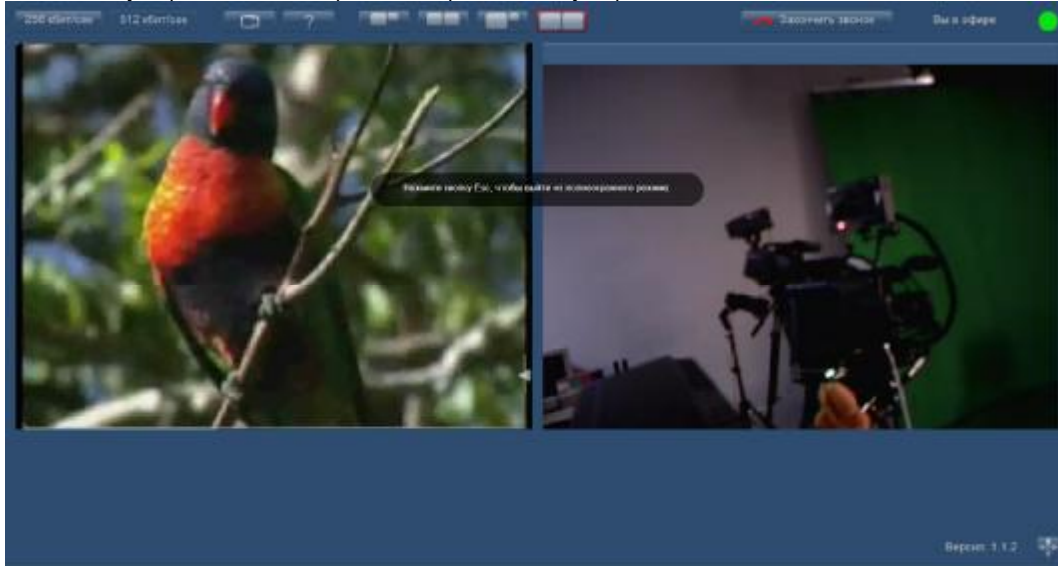 256 кбит/сек 512 кбит/сек ? Закончить звонок Вы в эфире
Нажмите кнопку Esc, чтобы выйти из полноэкранного режима.
Версия: 1.1.2